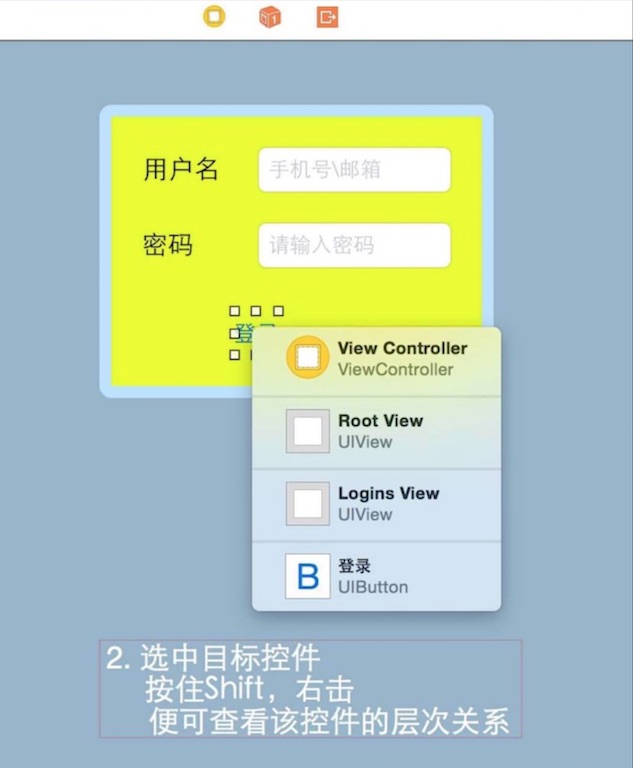 用户名
手机号\邮箱
密码
请输入密码
登录
View Controller
ViewController
Root View
UIView
Logins View
UIView
B
登录
UIButton
2. 选中目标控件
按住Shift，右击
便可查看该控件的层次关系